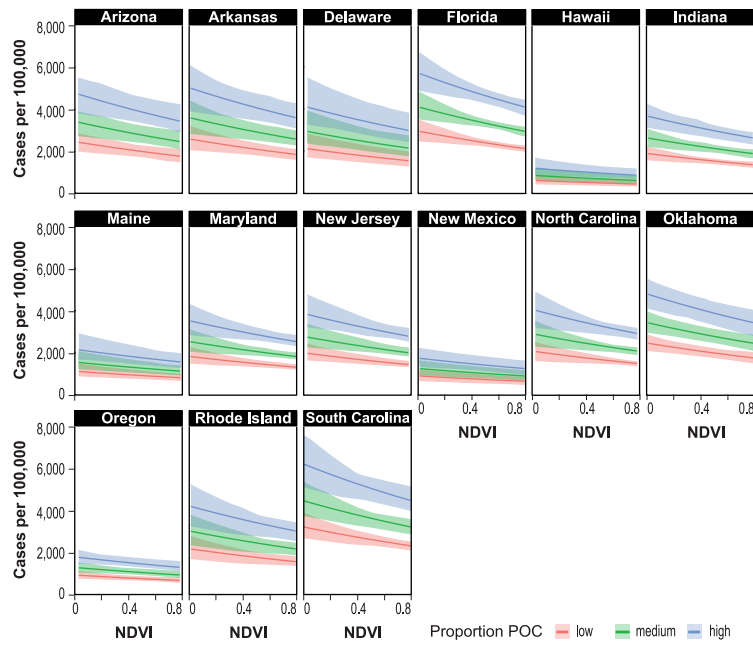 Arizona Arkansas Delaware Florida Hawaii Indiana
8,000
6,000
4,000
2,000
0
Cases per 100,000
Maine Maryland New Jersey New Mexico North Carolina Oklahoma
8,000
6,000
4,000
2,000
0
Cases per 100,000
0 0.4 0.8 0 0.4 0.8 0 0.4 0.8
NDVI NDVI NDVI
Oregon Rhode Island South Carolina
8,000
6,000
4,000
2,000
0
Cases per 100,000
0 0.4 0.8 0 0.4 0.8 0 0.4 0.8
NDVI NDVI NDVI
Proportion POC low medium high